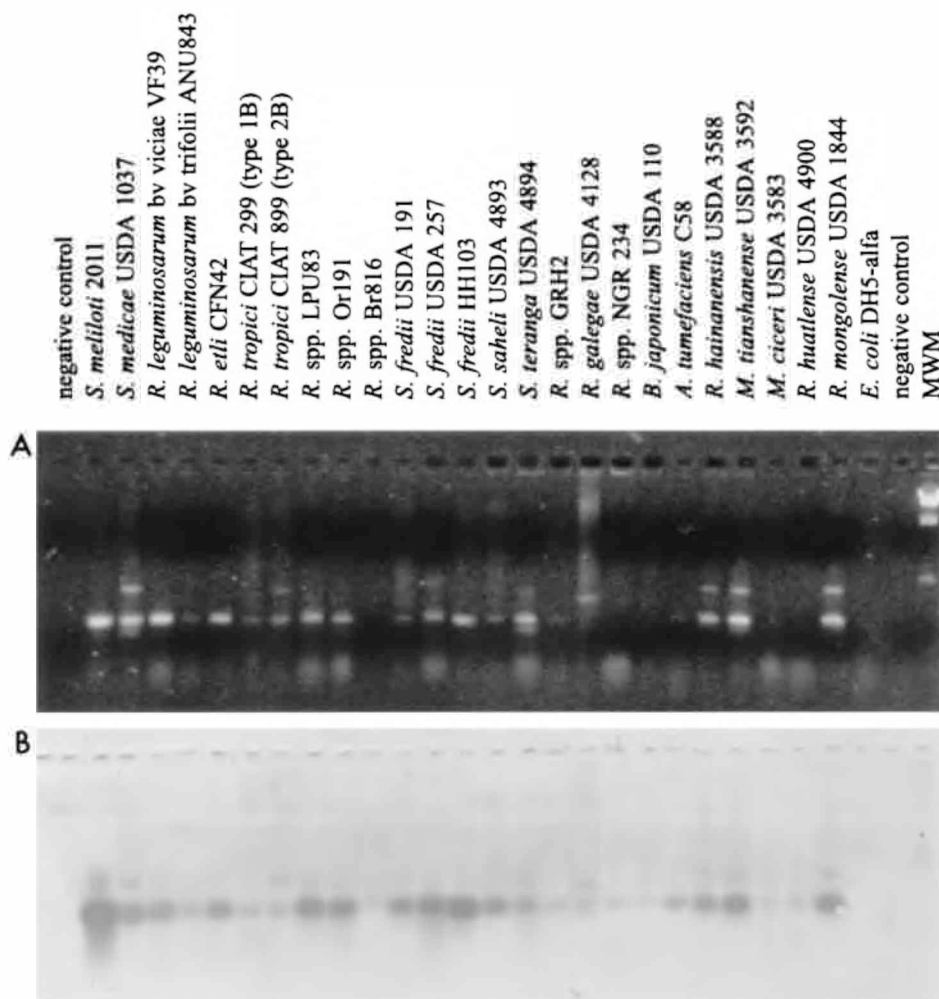 negative control
S. meliloti 2011
S. medicae USDA 1037
R. leguminosarum bv viciae VF39
R. leguminosarum bv trifolii ANU843
R. etli CFN42
R. tropici CIAT 299 (type 1B)
R. tropici CIAT 899 (type 2B)
R. spp. LPU83
R. spp. Or191
R. spp. Br816
S. fredii USDA 191
S. fredii USDA 257
S. fredii HH103
S. saheli USDA 4893
S. teranga USDA 4894
R. spp. GRH2
R. galegae USDA 4128
R. spp. NGR 234
B. japonicum USDA 110
A. tumefaciens C58
R. hainanensis USDA 3588
M. tianshanense USDA 3592
M. ciceri USDA 3583
R. huatlense USDA 4900
R. mongolense USDA 1844
E. coli DH5-alfa
negative control
MWM
A
B